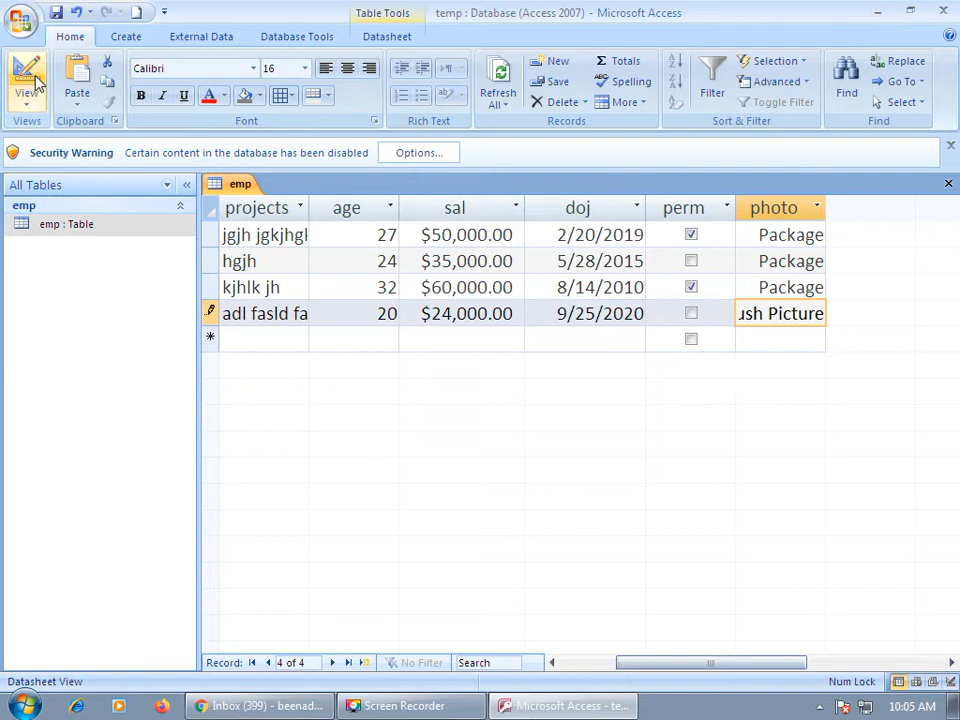 Table Tools temp : Database (Access 2007) - Microsoft Access
Home Create External Data Database Tools Datasheet
View Paste Calibri 16 Refresh All New Save Delete Totals Spelling More Filter Selection Advanced Toggle Filter Find Replace Go To Select
Views Clipboard Font Rich Text Records Sort & Filter Find
Security Warning Certain content in the database has been disabled Options...
All Tables emp
emp
emp : Table
projects age sal doj perm photo
jgjh jgkjhgl 27 $50,000.00 2/20/2019 Package
hgjh 24 $35,000.00 5/28/2015 Package
kjhlk jh 32 $60,000.00 8/14/2010 Package
adl fasld fa 20 $24,000.00 9/25/2020 ush Picture
Record: 4 of 4 No Filter Search
Datasheet View Num Lock
Inbox (399) - beenad... Screen Recorder Microsoft Access - te... 10:05 AM